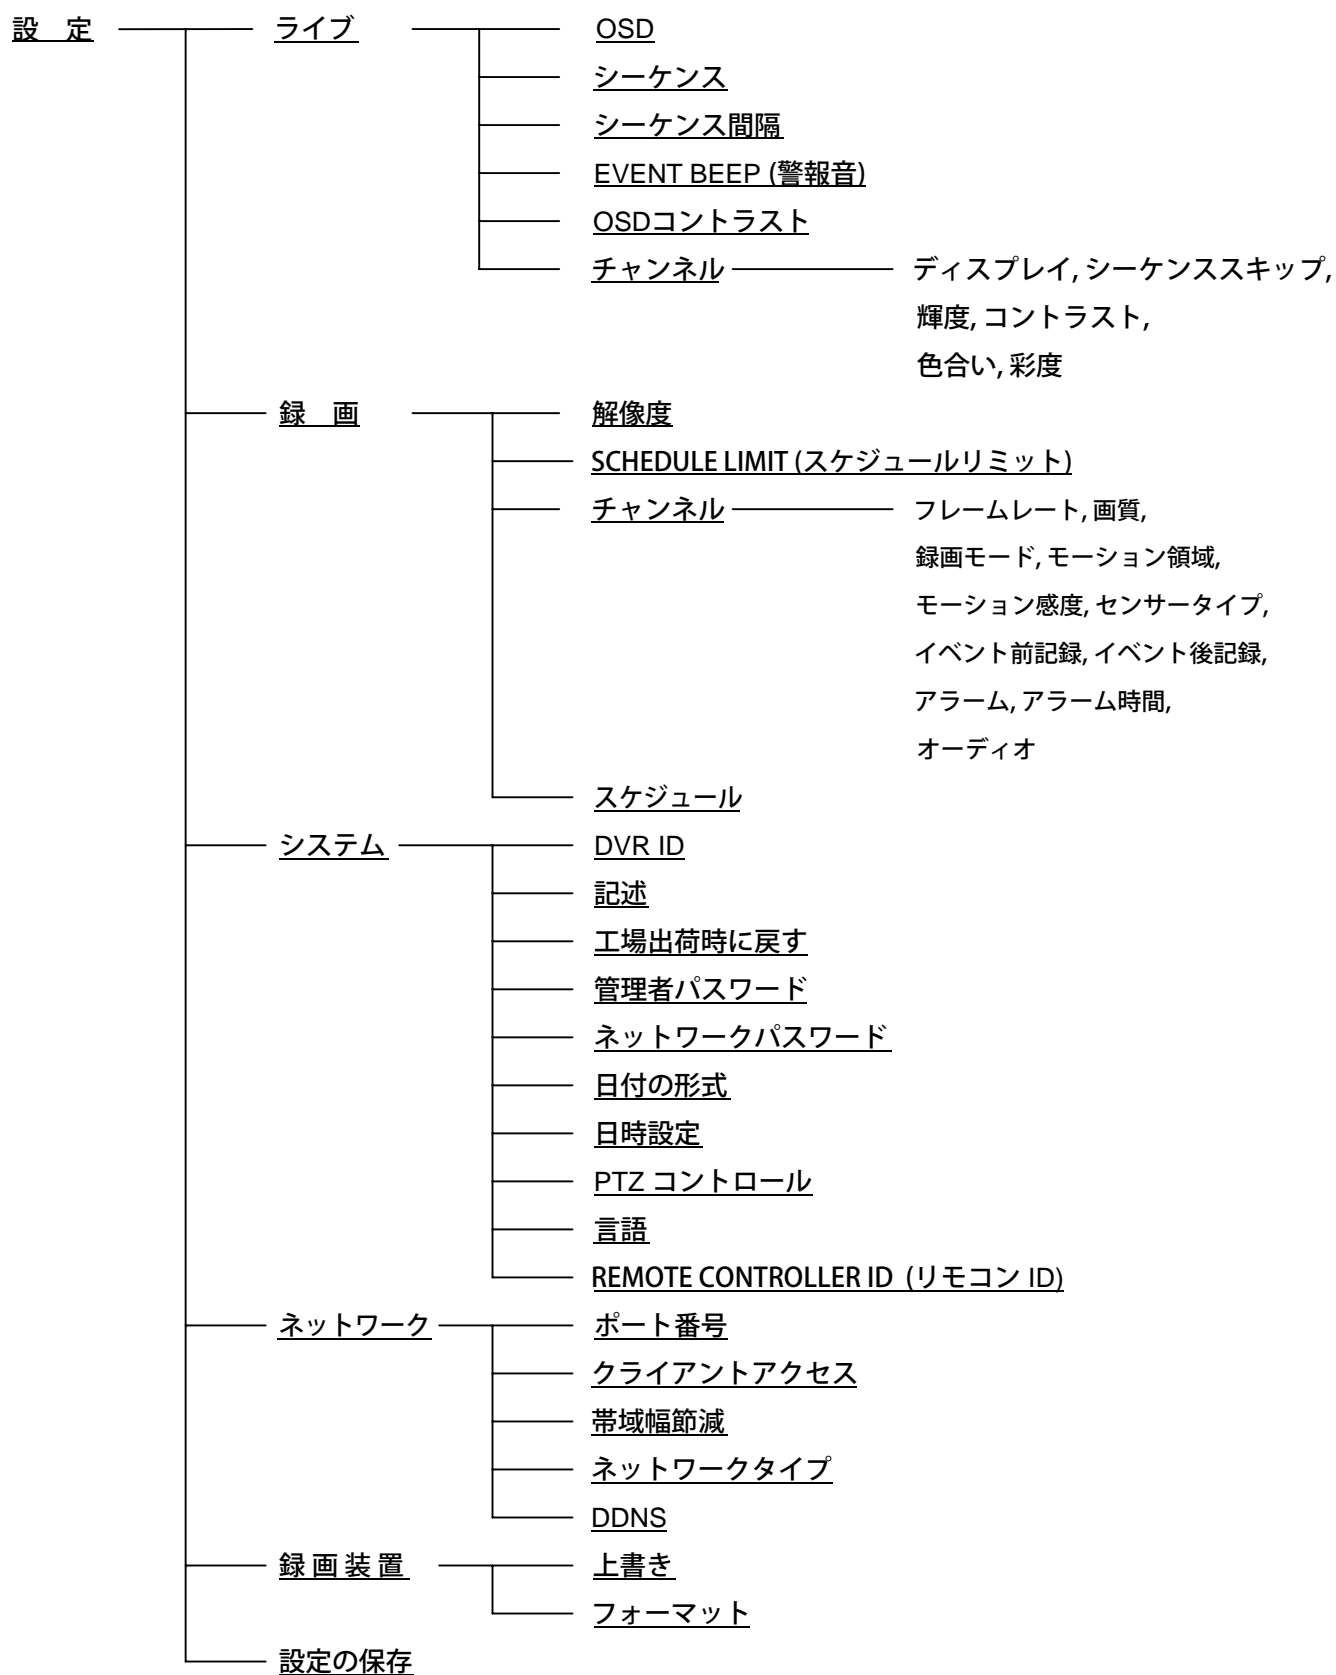 設　定 ライブ OSD
シーケンス
シーケンス間隔
EVENT BEEP (警報音)
OSDコントラスト
チャンネル ディスプレイ, シーケンススキップ,
輝度, コントラスト,
色合い, 彩度
録　画 解像度
SCHEDULE LIMIT (スケジュールリミット)
チャンネル フレームレート, 画質,
録画モード, モーション領域,
モーション感度, センサータイプ,
イベント前記録, イベント後記録,
アラーム, アラーム時間,
オーディオ
スケジュール
システム DVR ID
記述
工場出荷時に戻す
管理者パスワード
ネットワークパスワード
日付の形式
日時設定
PTZ コントロール
言語
REMOTE CONTROLLER ID (リモコン ID)
ネットワーク ポート番号
クライアントアクセス
帯域幅節減
ネットワークタイプ
DDNS
録 画 装 置 上書き
フォーマット
設定の保存